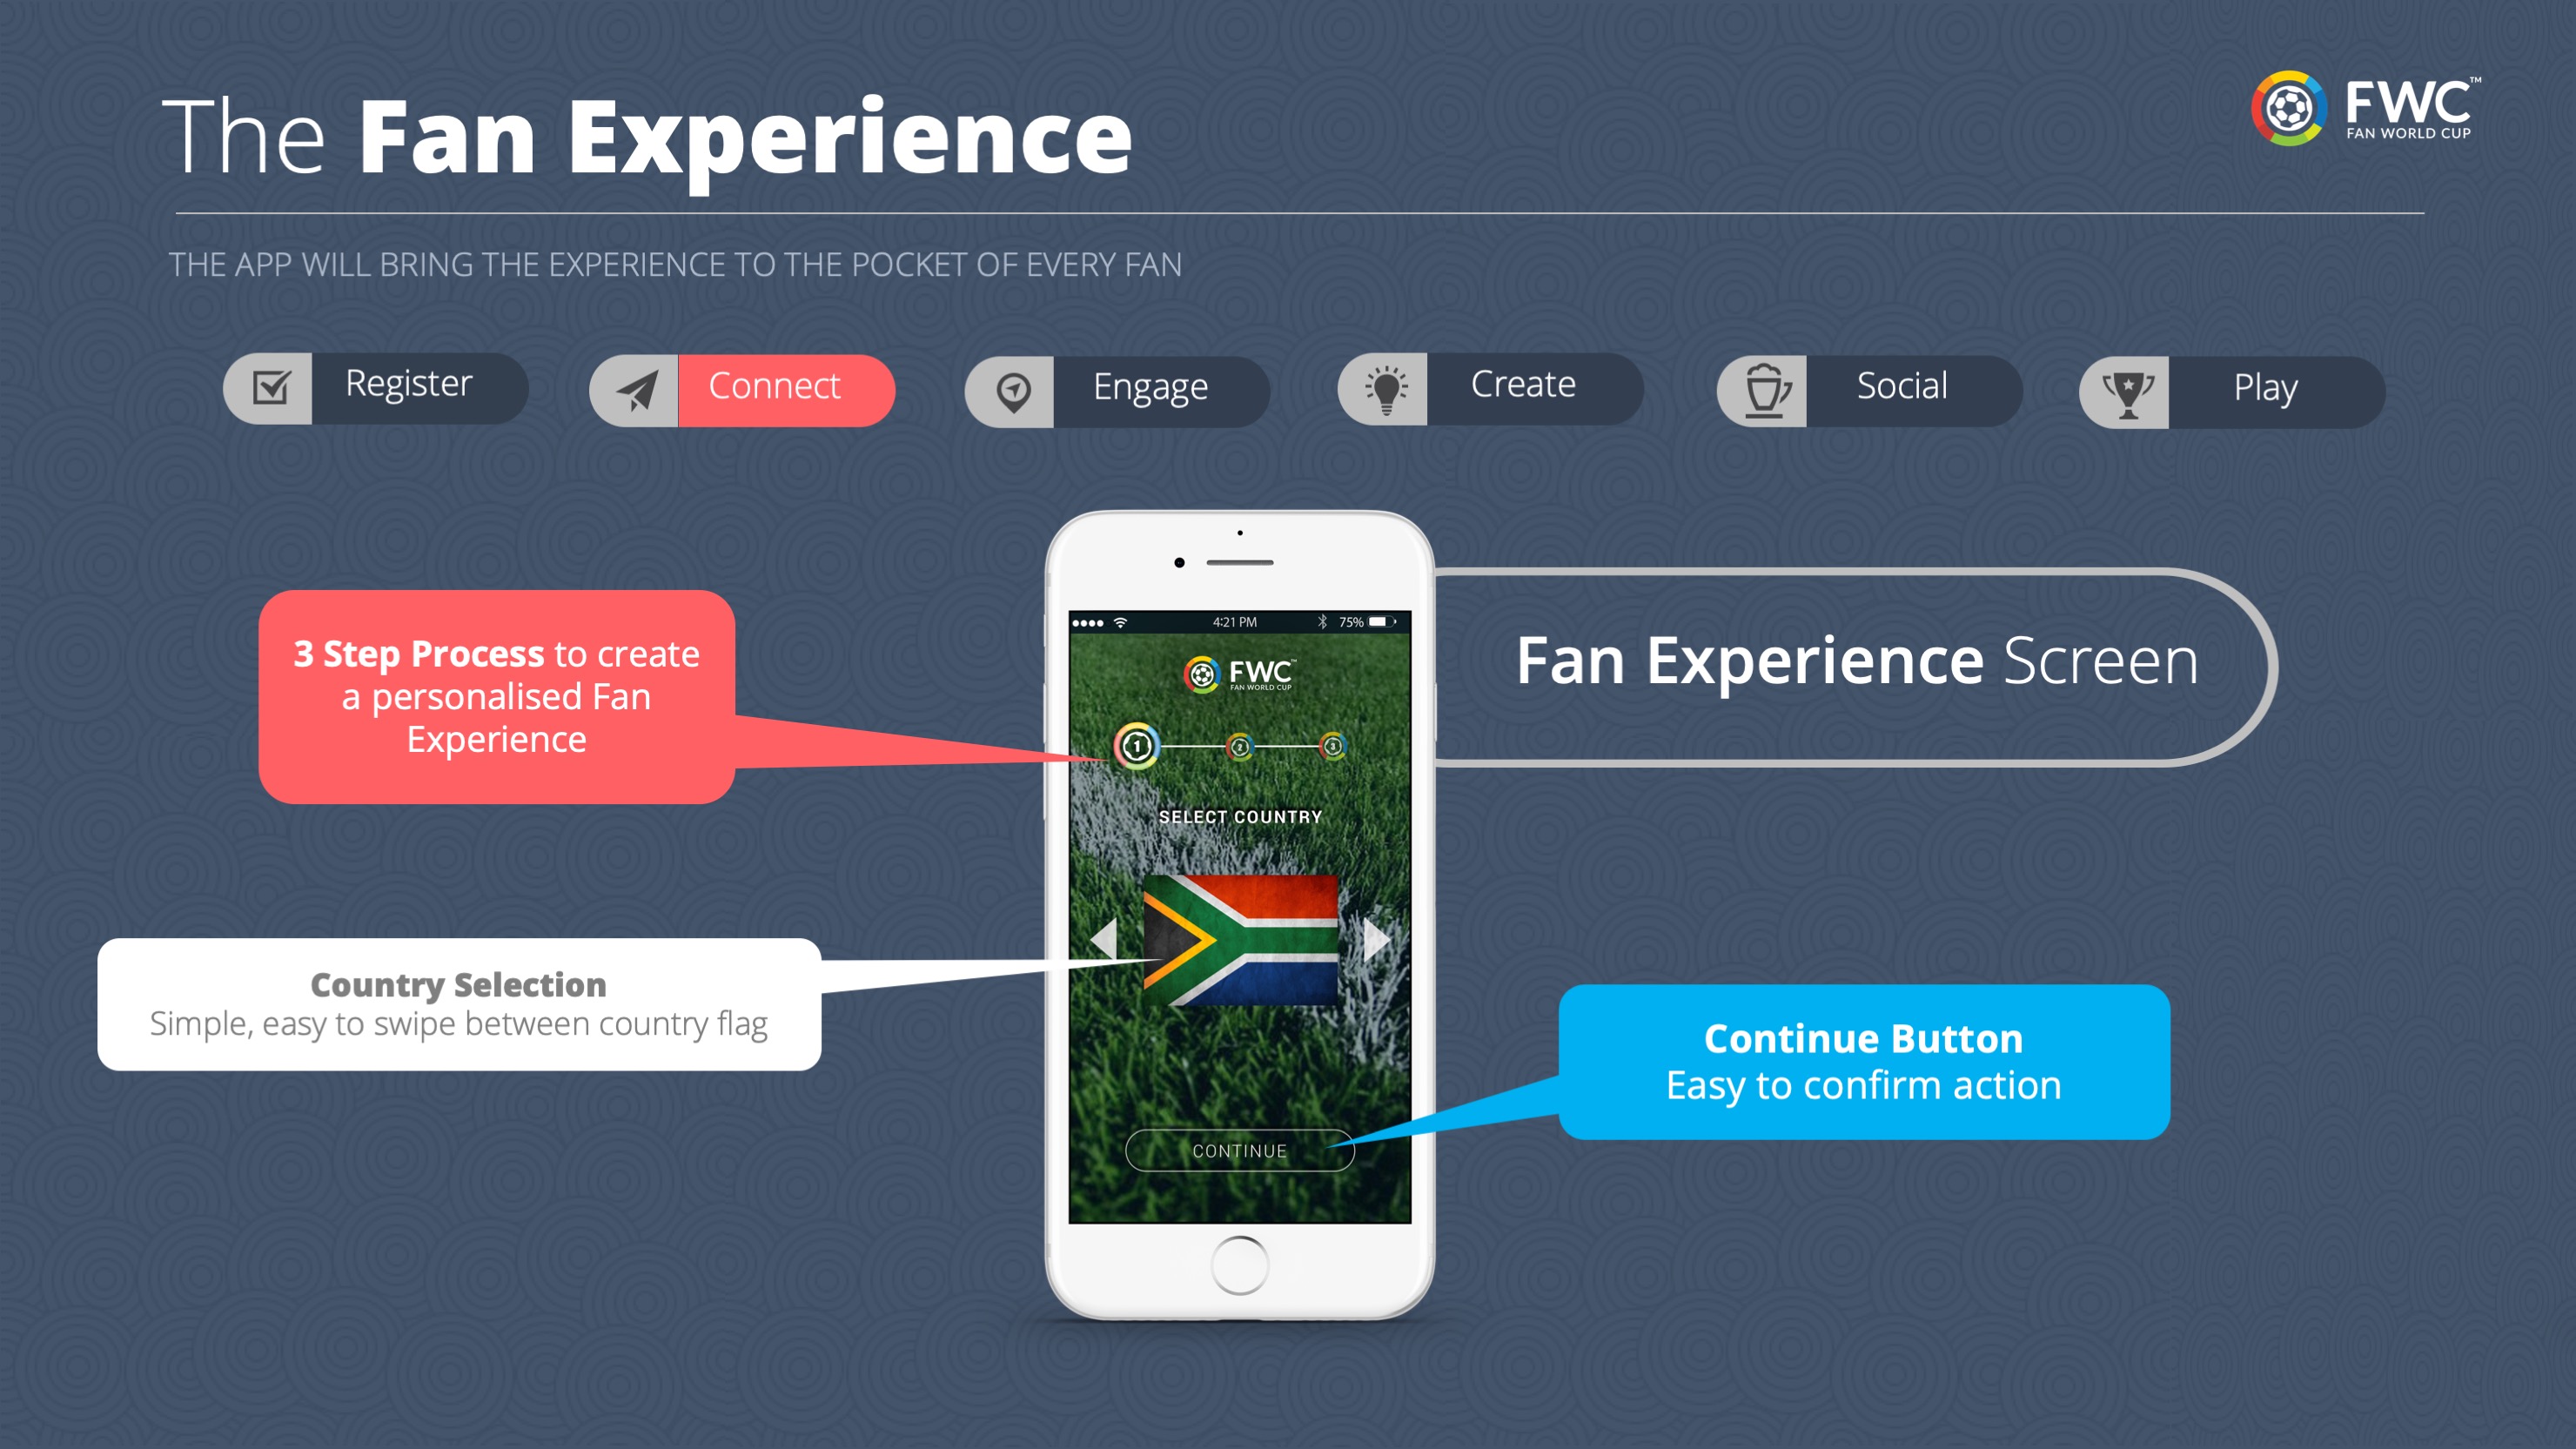 The Fan Experience
FWC™
FAN WORLD CUP
THE APP WILL BRING THE EXPERIENCE TO THE POCKET OF EVERY FAN
Register
Connect
Engage
Create
Social
Play
3 Step Process to create
a personalised Fan
Experience
4:21 PM
75%
FWC™
FAN WORLD CUP
1
2
3
SELECT COUNTRY
Fan Experience Screen
Country Selection
Simple, easy to swipe between country flag
Continue Button
Easy to confirm action
CONTINUE